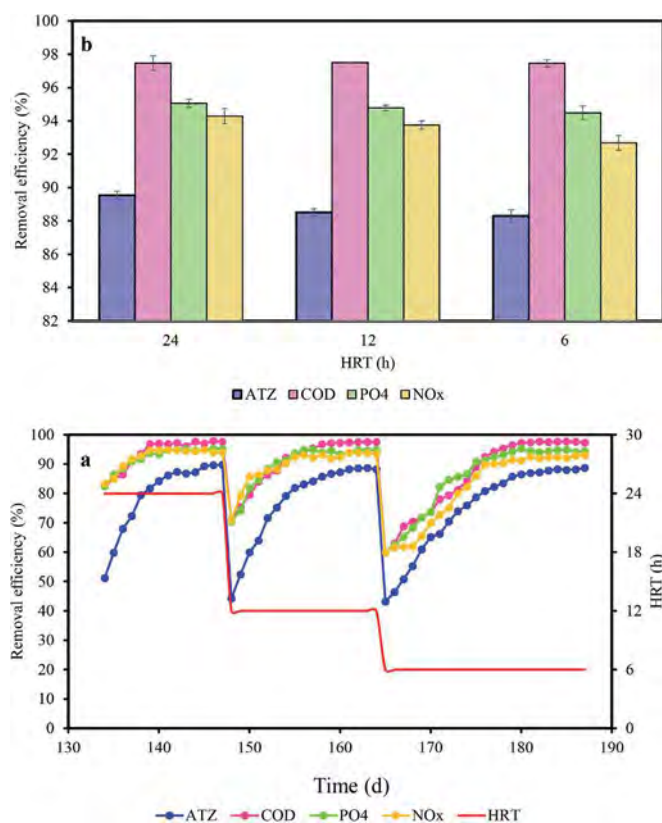 b
Removal efficiency (%)
100
98
96
94
92
90
88
86
84
82
24 12 6
HRT (h)
ATZ COD PO4 NOx
a
Removal efficiency (%)
100
90
80
70
60
50
40
30
20
10
0
30
24
18
12
6
0
HRT (h)
130 140 150 160 170 180 190
Time (d)
ATZ COD PO4 NOx HRT